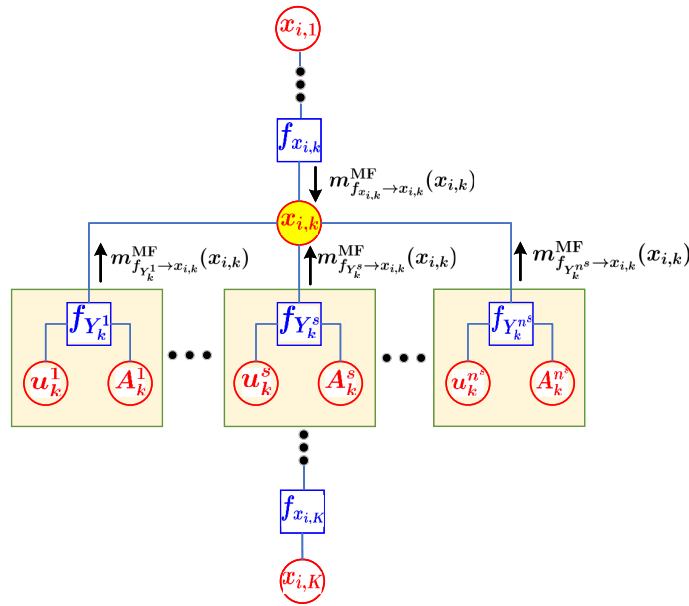 x_{i,1}
f_{x_{i,k}}
m^{MF}_{f_{x_{i,k}}→x_{i,k}}(x_{i,k})
x_{i,k}
m^{MF}_{f_{Y_k^1}→x_{i,k}}(x_{i,k}) m^{MF}_{f_{Y_k^s}→x_{i,k}}(x_{i,k}) m^{MF}_{f_{Y_k^{n^s}}→x_{i,k}}(x_{i,k})
f_{Y_k^1} f_{Y_k^s} f_{Y_k^{n^s}}
u_k^1 A_k^1 u_k^s A_k^s u_k^{n^s} A_k^{n^s}
f_{x_{i,K}}
x_{i,K}